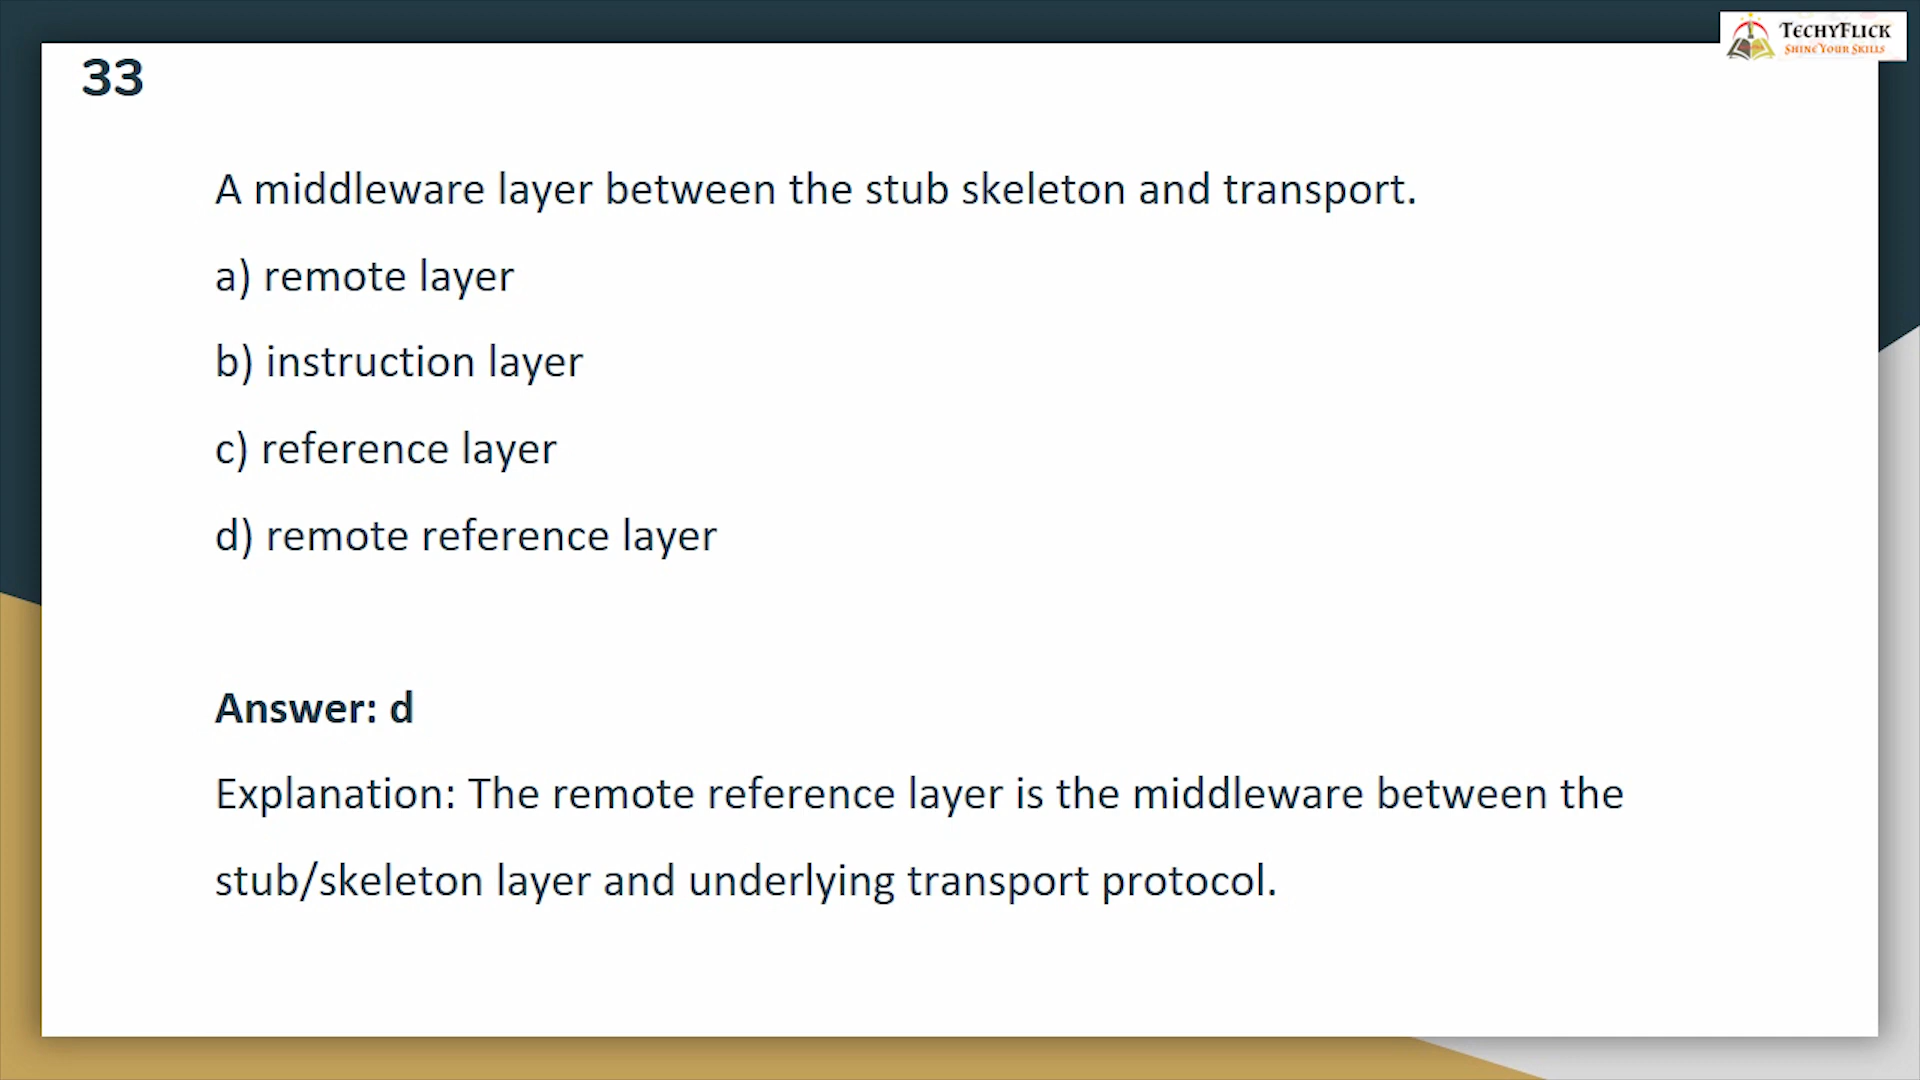 TECHYFLICK
SHINE YOUR SKILLS
33
A middleware layer between the stub skeleton and transport.
a) remote layer
b) instruction layer
c) reference layer
d) remote reference layer
Answer: d
Explanation: The remote reference layer is the middleware between the
stub/skeleton layer and underlying transport protocol.